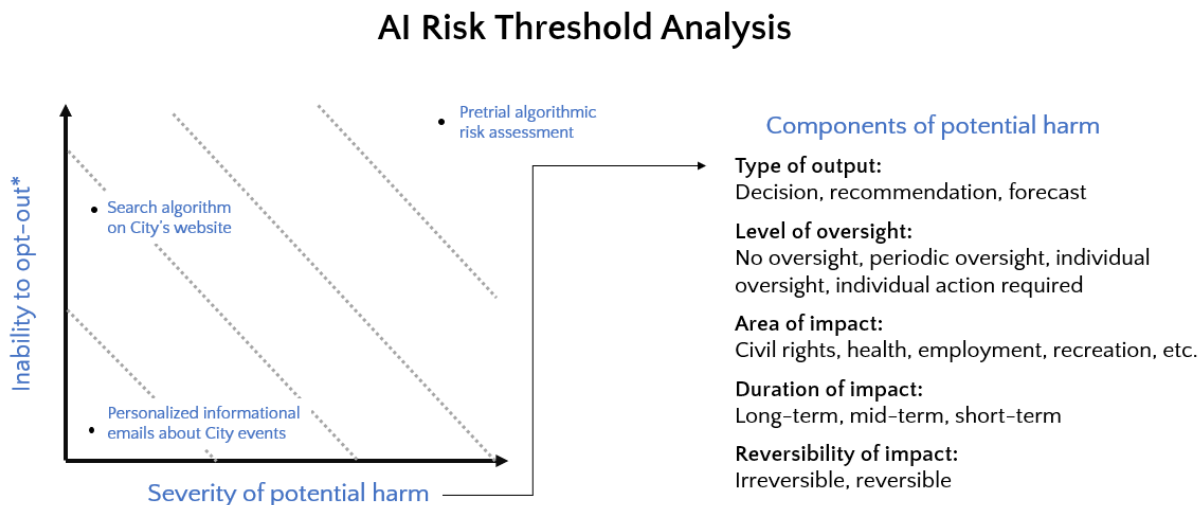 AI Risk Threshold Analysis
Inability to opt-out*
Pretrial algorithmic
risk assessment
Search algorithm
on City's website
Personalized informational
emails about City events
Severity of potential harm
Components of potential harm
Type of output:
Decision, recommendation, forecast
Level of oversight:
No oversight, periodic oversight, individual
oversight, individual action required
Area of impact:
Civil rights, health, employment, recreation, etc.
Duration of impact:
Long-term, mid-term, short-term
Reversibility of impact:
Irreversible, reversible